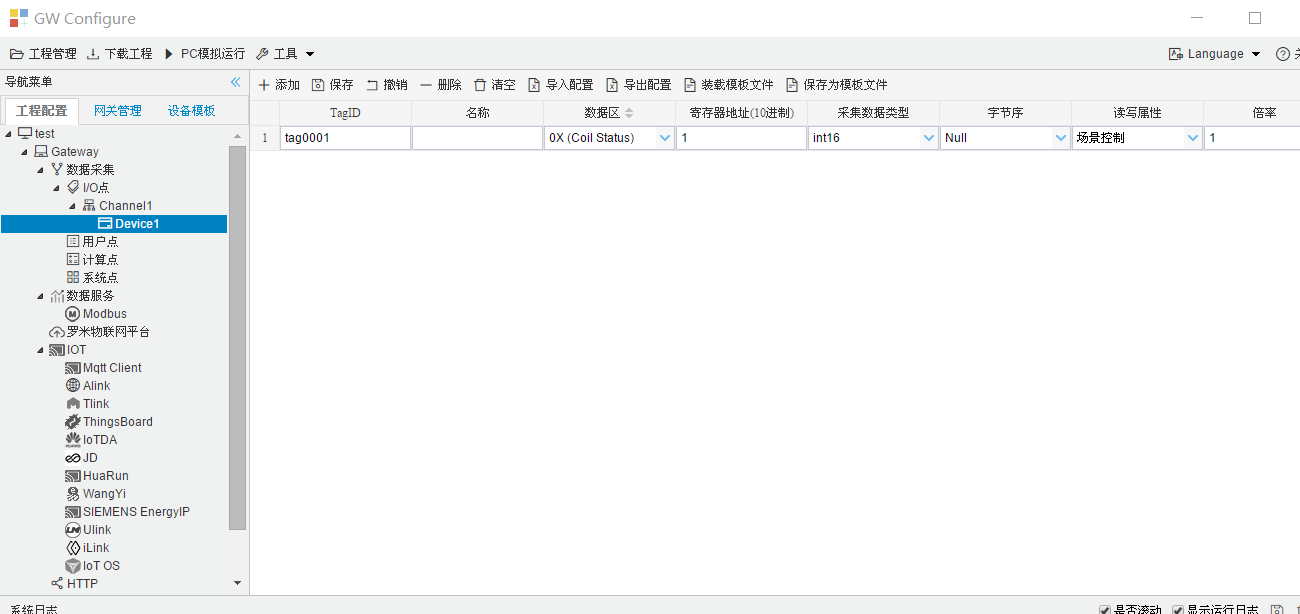 GW Configure
工程管理 下载工程 PC模拟运行 工具 Language
导航菜单
添加 保存 撤销 删除 清空 导入配置 导出配置 装载模板文件 保存为模板文件
工程配置 网关管理 设备模板
TagID 名称 数据区 寄存器地址(10进制) 采集数据类型 字节序 读写属性 倍率
1 tag0001 0X (Coil Status) 1 int16 Null 场景控制 1
test
Gateway
数据采集
I/O点
Channel1
Device1
用户点
计算点
系统点
数据服务
Modbus
罗米物联网平台
IOT
Mqtt Client
Alink
Tlink
ThingsBoard
IoTDA
JD
HuaRun
WangYi
SIEMENS EnergyIP
Ulink
iLink
IoT OS
HTTP
系统日志 是否滚动 显示运行日志